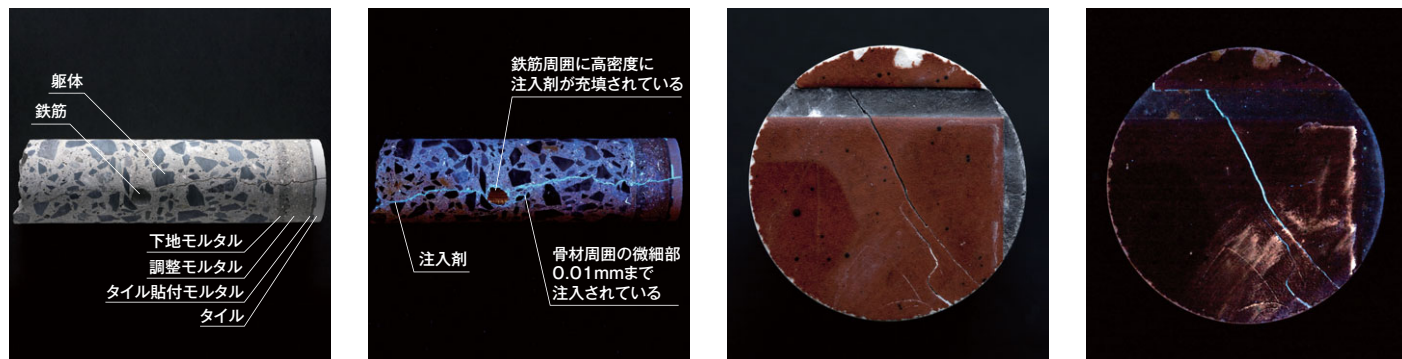 躯体
鉄筋
下地モルタル
調整モルタル
タイル貼付モルタル
タイル
鉄筋周囲に高密度に
注入剤が充填されている
注入剤
骨材周囲の微細部
0.01mmまで
注入されている